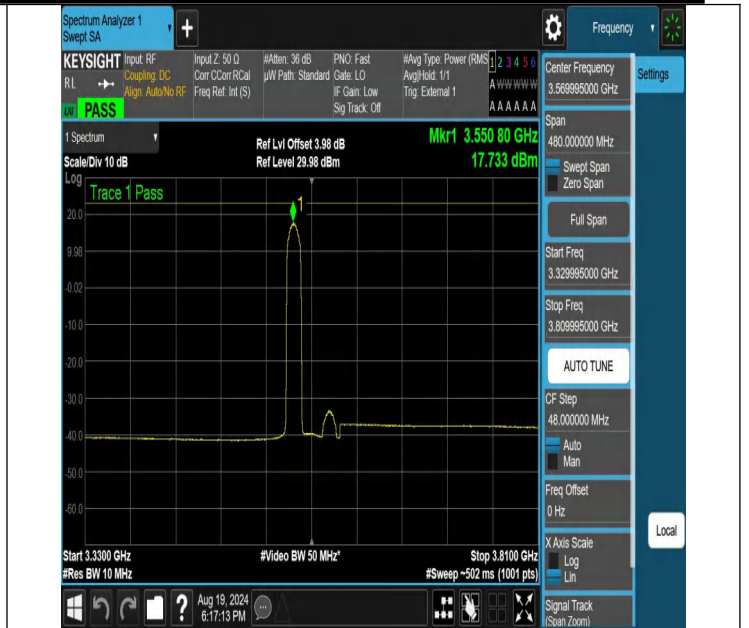 Spectrum Analyzer 1
Swept SA
+
Frequency
KEYSIGHT
RL
PASS
Input: RF
Coupling: DC
Align: Auto/No RF
Input Z: 50 Ω
Corr CCorr RCal
Freq Ref: Int (S)
#Atten: 36 dB
µW Path: Standard
PNO: Fast
Gate: LO
IF Gain: Low
Sig Track: Off
#Avg Type: Power (RMS
Avg|Hold: 1/1
Trig: External 1
1 2 3 4 5 6
A W W W W W
A A A A A A
Center Frequency
3.569995000 GHz
Settings
Span
480.000000 MHz
Swept Span
Zero Span
Full Span
Start Freq
3.329995000 GHz
Stop Freq
3.809995000 GHz
AUTO TUNE
CF Step
48.000000 MHz
Auto
Man
Freq Offset
0 Hz
X Axis Scale
Log
Lin
Signal Track
(Span Zoom)
Local
1 Spectrum
Scale/Div 10 dB
Ref Lvl Offset 3.98 dB
Ref Level 29.98 dBm
Mkr1 3.550 80 GHz
17.733 dBm
Log
Trace 1 Pass
1
20.0
9.98
-0.02
-10.0
-20.0
-30.0
-40.0
-50.0
-60.0
Start 3.3300 GHz
#Video BW 50 MHz*
Stop 3.8100 GHz
#Res BW 10 MHz
#Sweep ~502 ms (1001 pts)
?
Aug 19, 2024
6:17:13 PM